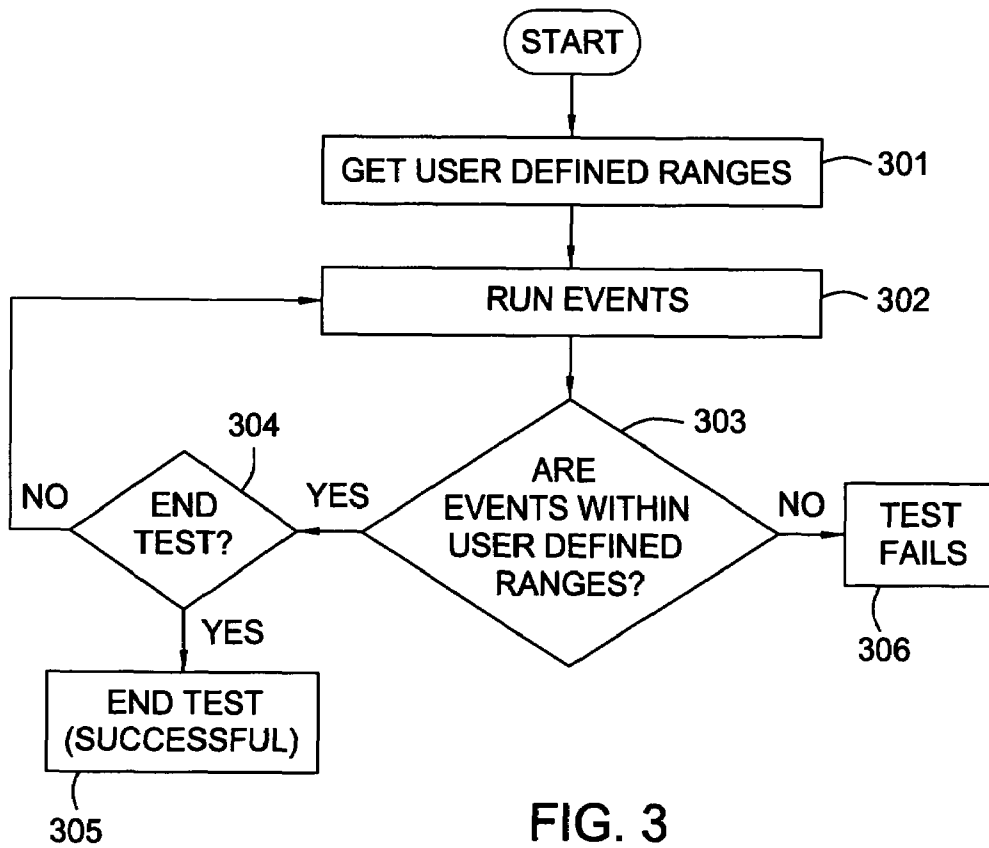 START
GET USER DEFINED RANGES
301
RUN EVENTS
302
303
ARE
EVENTS WITHIN
USER DEFINED
RANGES?
304
END
TEST?
NO
YES
NO
TEST
FAILS
306
YES
END TEST
(SUCCESSFUL)
305
FIG. 3